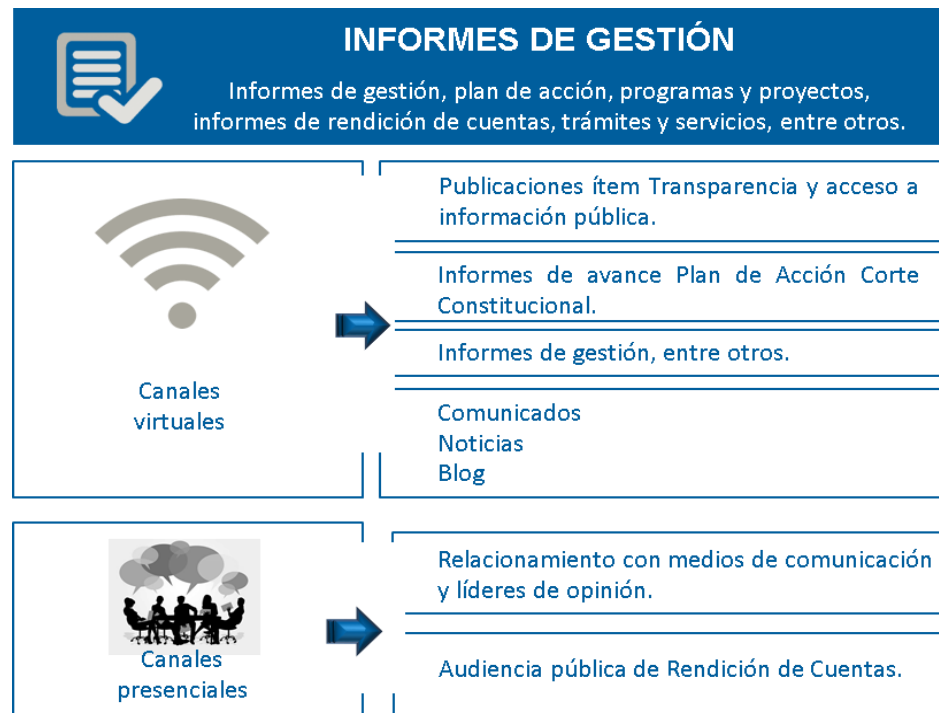 INFORMES DE GESTIÓN
Informes de gestión, plan de acción, programas y proyectos,
informes de rendición de cuentas, trámites y servicios, entre otros.
Publicaciones ítem Transparencia y acceso a
información pública.
Informes de avance Plan de Acción Corte
Constitucional.
Informes de gestión, entre otros.
Canales
virtuales
Comunicados
Noticias
Blog
Relacionamiento con medios de comunicación
y líderes de opinión.
Canales
presenciales
Audiencia pública de Rendición de Cuentas.